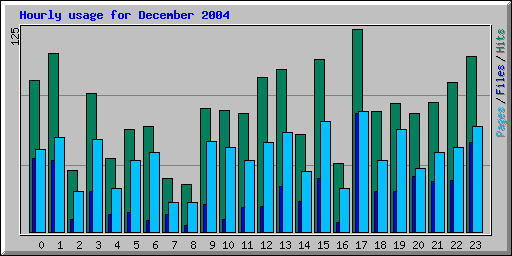 Hourly usage for December 2004
125
Pages/Files/Hits
0 1 2 3 4 5 6 7 8 9 10 11 12 13 14 15 16 17 18 19 20 21 22 23